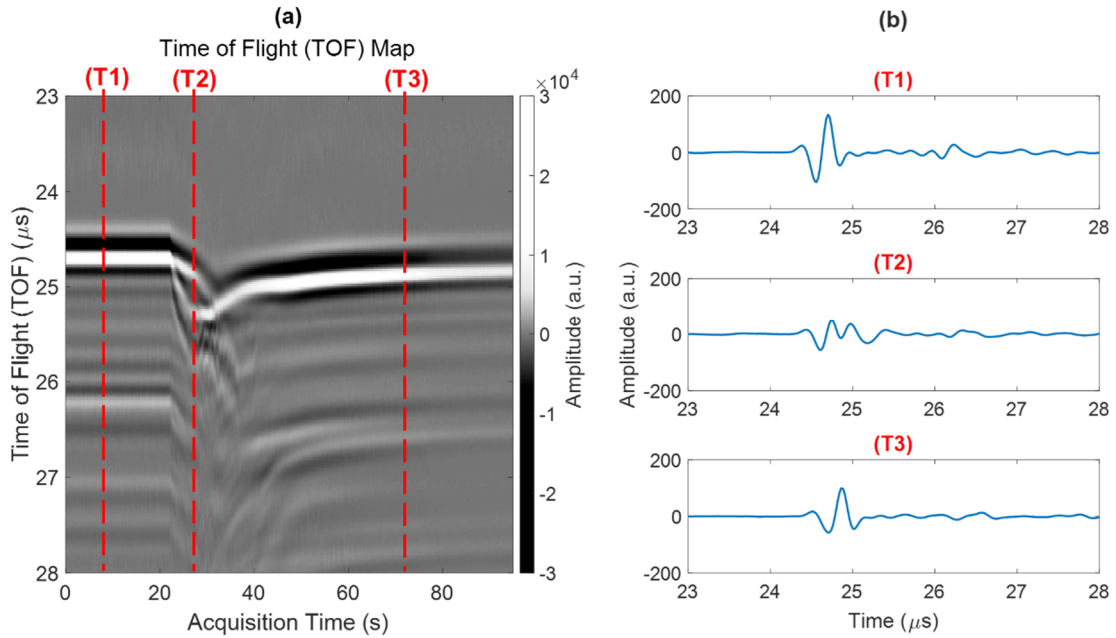 (a)
Time of Flight (TOF) Map
(T1) (T2) (T3)
×10⁴
23
24
25
26
27
28
Time of Flight (TOF) (μs)
0 20 40 60 80
Acquisition Time (s)
3
2
1
0
-1
-2
-3
Amplitude (a.u.)
(b)
(T1)
200
0
-200
23 24 25 26 27 28
(T2)
200
0
-200
23 24 25 26 27 28
Amplitude (a.u.)
(T3)
200
0
-200
23 24 25 26 27 28
Time (μs)